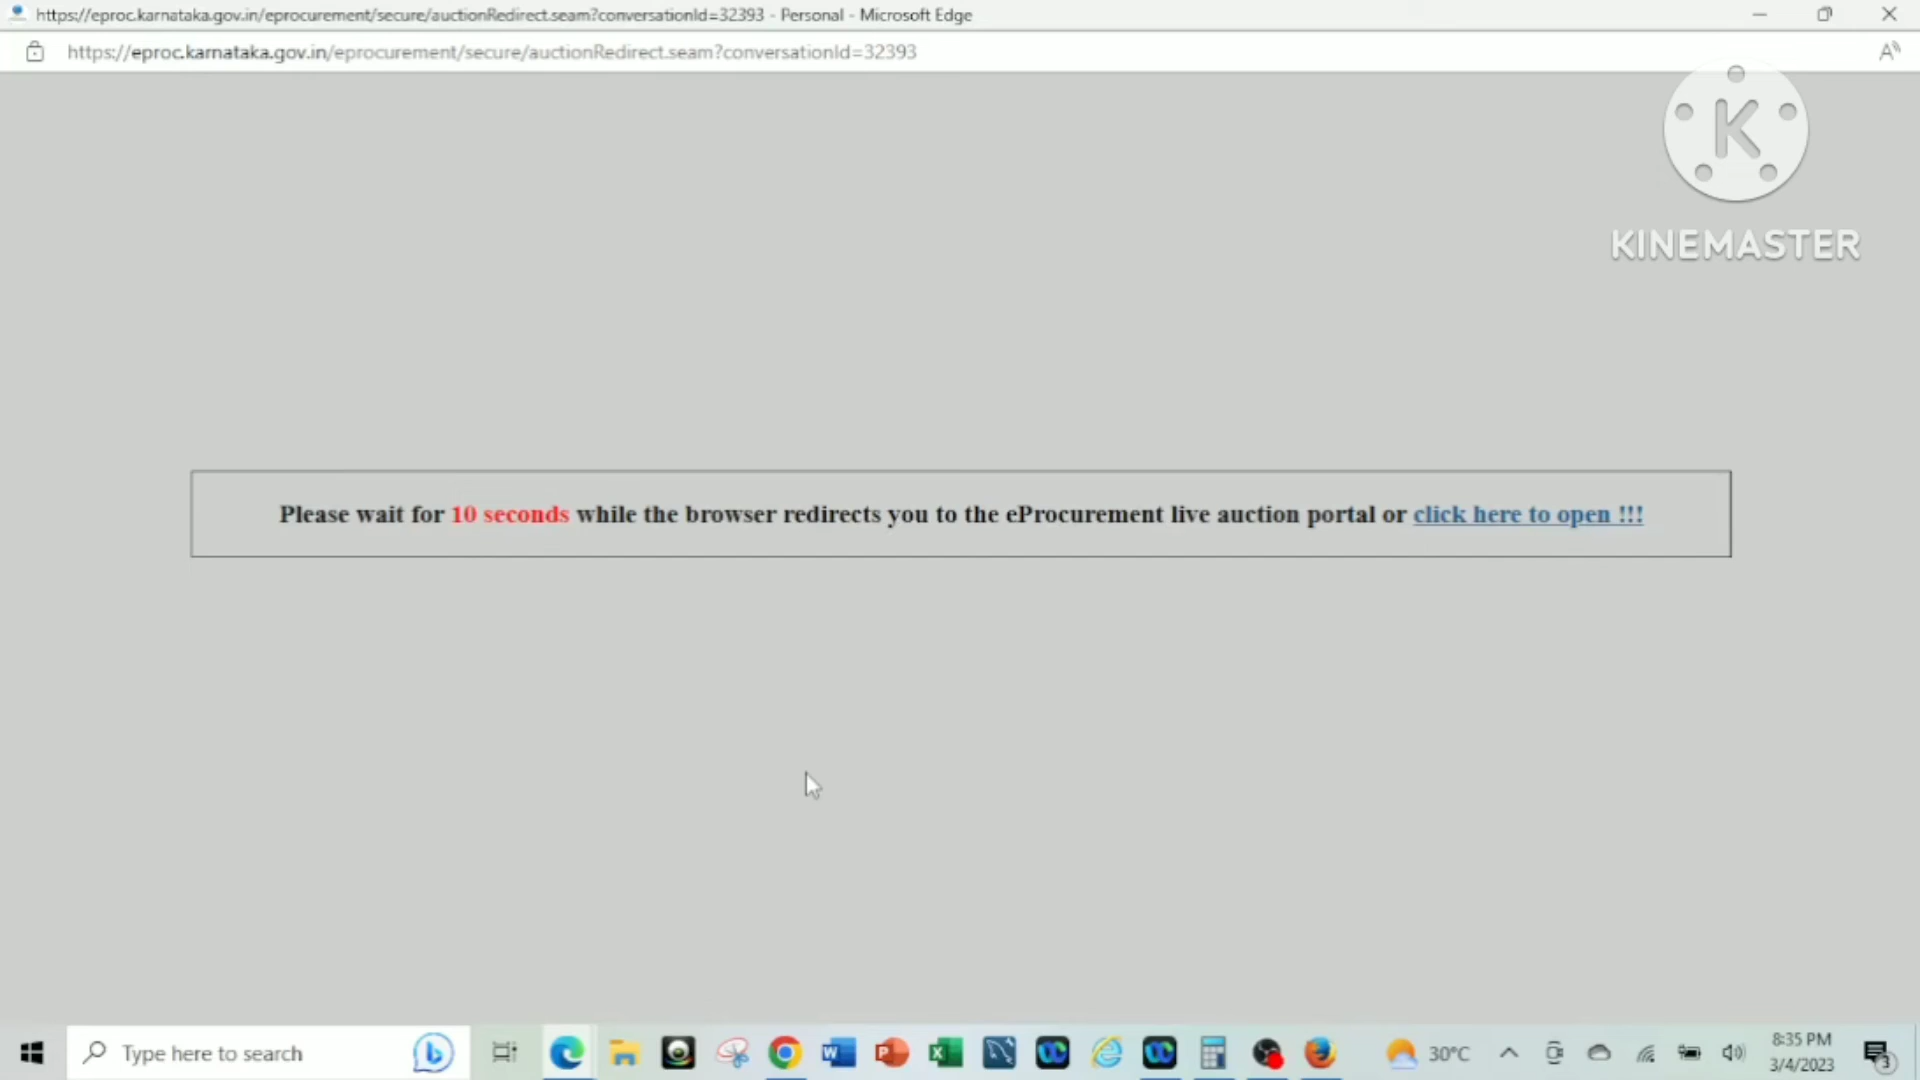 https://eproc.karnataka.gov.in/eprocurement/secure/auctionRedirect.seam?conversationId=32393 - Personal - Microsoft Edge
https://eproc.karnataka.gov.in/eprocurement/secure/auctionRedirect.seam?conversationId=32393
K
KINEMASTER
Please wait for 10 seconds while the browser redirects you to the eProcurement live auction portal or click here to open !!!
Type here to search
30°C
8:35 PM
3/4/2023
3